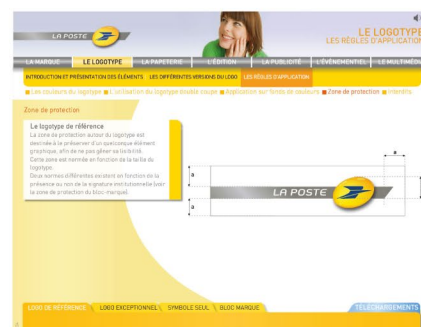 LA POSTE
LE LOGOTYPE
LES RÈGLES D'APPLICATION
LA MARQUE LE LOGOTYPE LA PAPETERIE L'ÉDITION LA PUBLICITÉ L'ÉVÉNEMENTIEL LE MULTIMÉDIA
INTRODUCTION ET PRÉSENTATION DES ÉLÉMENTS LES DIFFÉRENTES VERSIONS DU LOGO LES RÈGLES D'APPLICATION
Les couleurs du logotype L'utilisation du logotype double coupe Application sur fonds de couleurs Zone de protection Interdits
Zone de protection
Le logotype de référence
La zone de protection autour du logotype est
destinée à le préserver d'un quelconque élément
graphique, afin de ne pas gêner sa lisibilité.
Cette zone est normée en fonction de la taille du
logotype.
Deux normes différentes existent en fonction de la
présence ou non de la signature institutionnelle (voir
la zone de protection du bloc-marque).
a
a
a
LA POSTE
LOGO DE RÉFÉRENCE LOGO EXCEPTIONNEL SYMBOLE SEUL BLOC MARQUE TÉLÉCHARGEMENTS